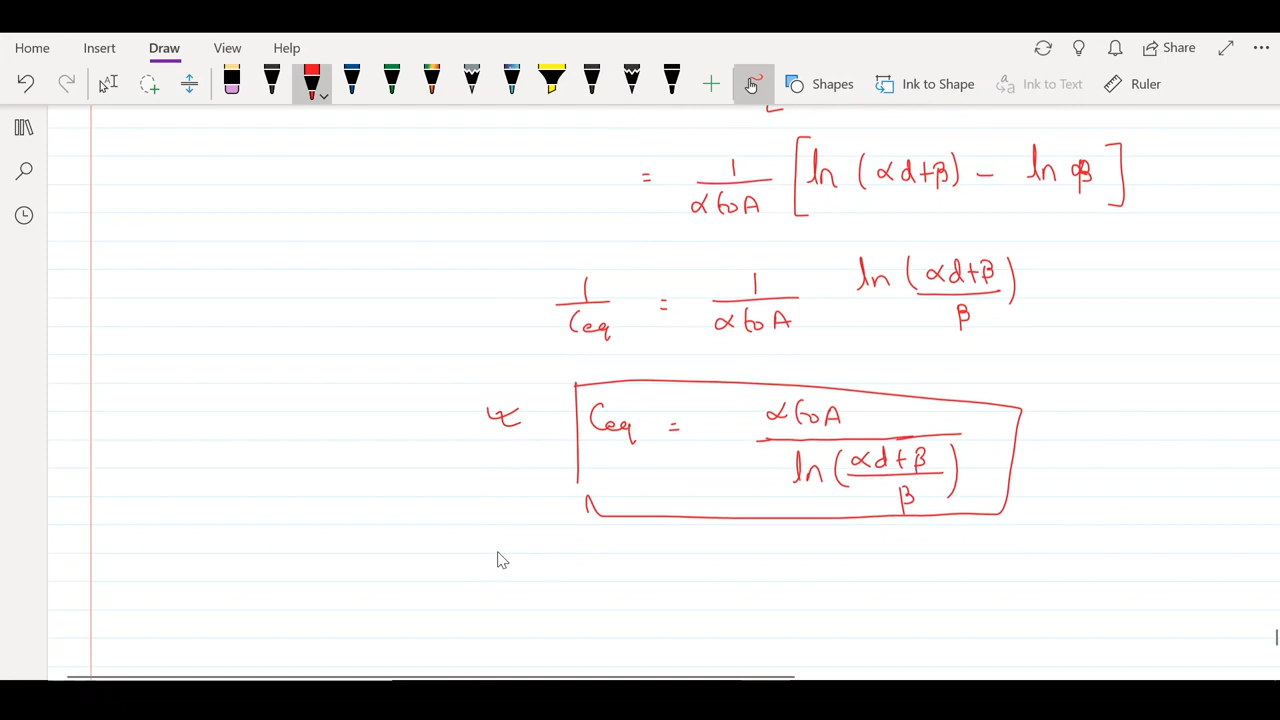 Home Insert Draw View Help Share
Shapes Ink to Shape Ink to Text Ruler
= 1/(α ε₀ A) [ln (αd+β) - ln β]
1/Ceq = 1/(α ε₀ A) ln (αd+β / β)
Ceq = α ε₀ A / ln (αd+β / β)